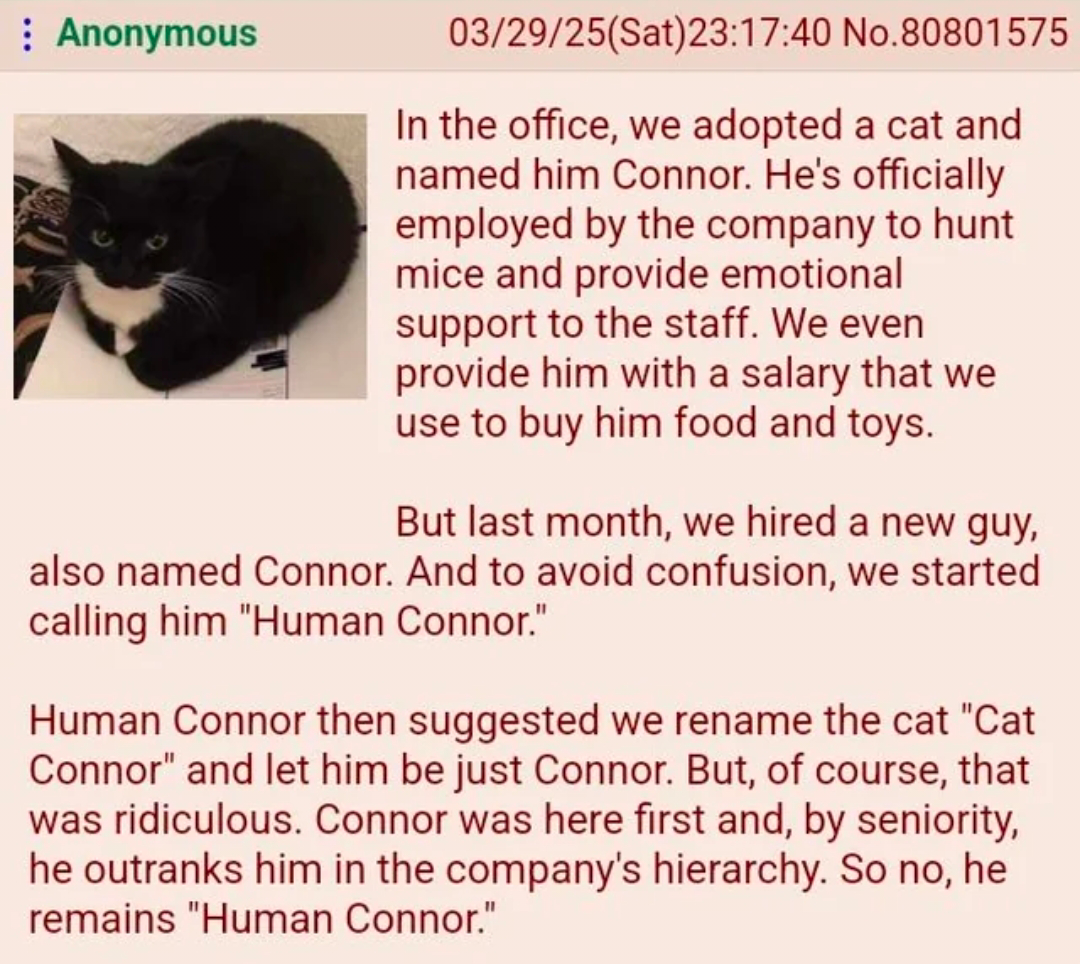 Anonymous 03/29/25(Sat)23:17:40 No.80801575
In the office, we adopted a cat and
named him Connor. He's officially
employed by the company to hunt
mice and provide emotional
support to the staff. We even
provide him with a salary that we
use to buy him food and toys.
But last month, we hired a new guy,
also named Connor. And to avoid confusion, we started
calling him "Human Connor."
Human Connor then suggested we rename the cat "Cat
Connor" and let him be just Connor. But, of course, that
was ridiculous. Connor was here first and, by seniority,
he outranks him in the company's hierarchy. So no, he
remains "Human Connor."